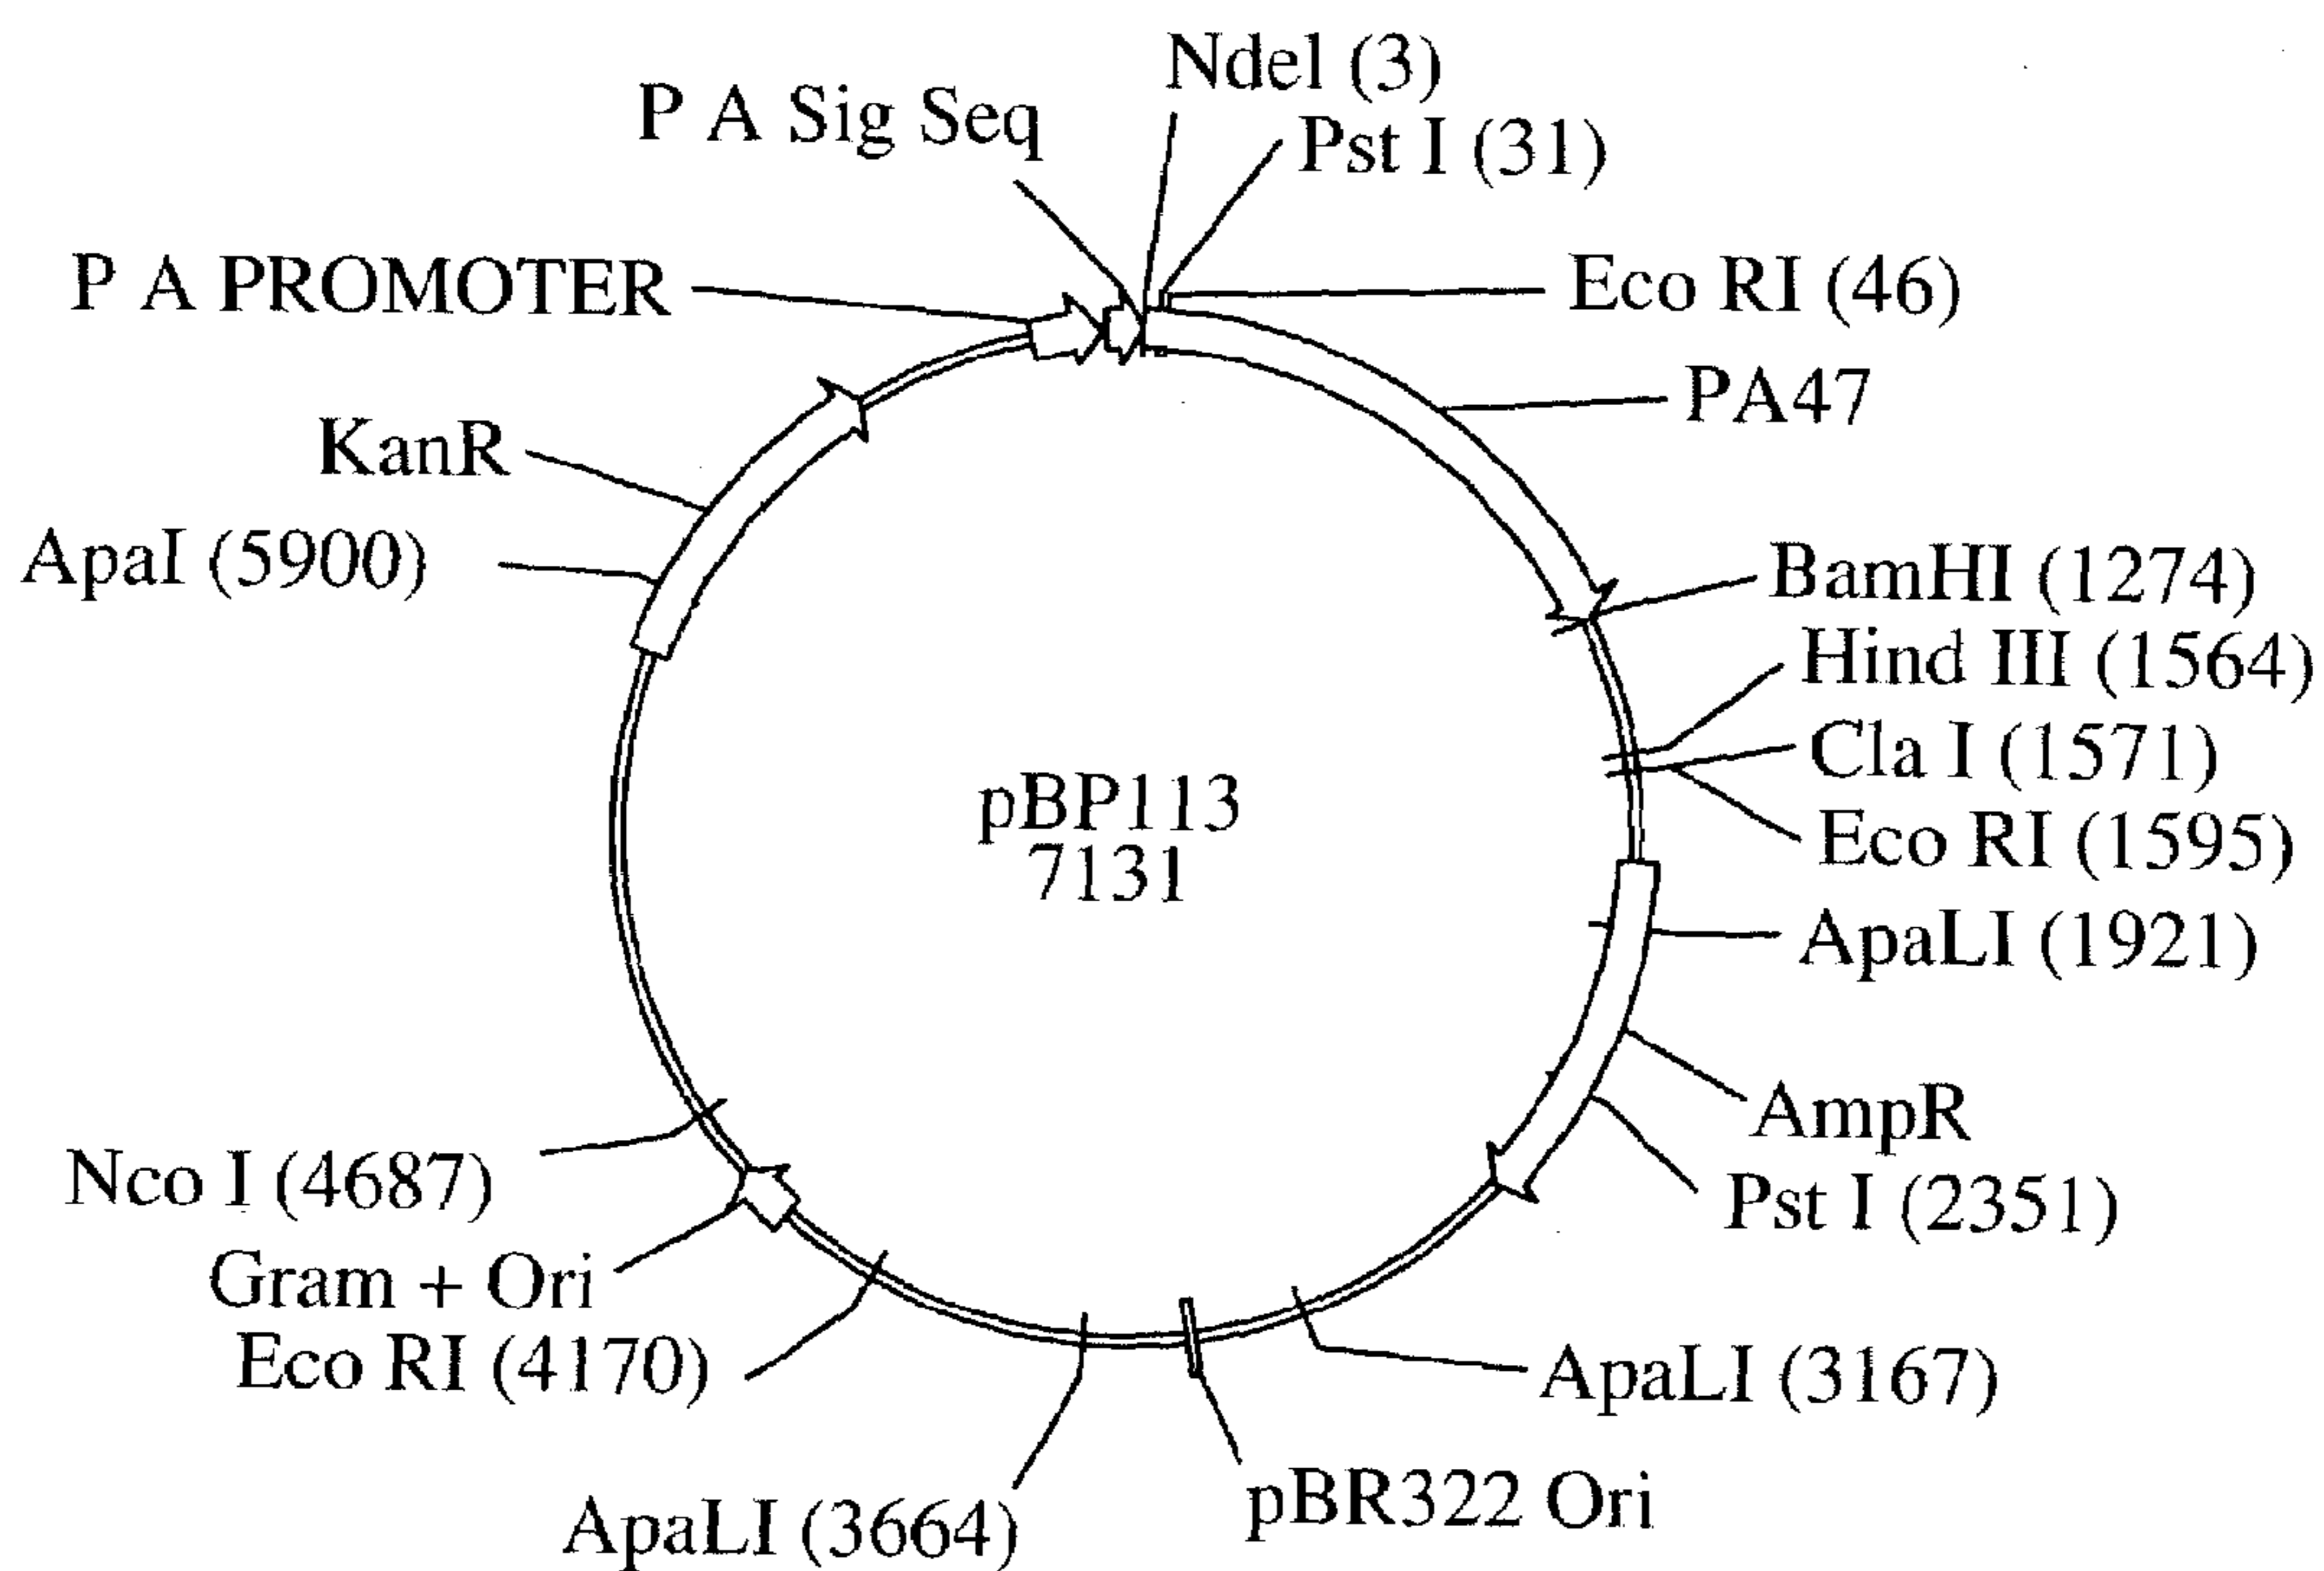 NdeI (3)
P A Sig Seq
Pst I (31)
P A PROMOTER
Eco RI (46)
PA47
KanR
ApaI (5900)
BamHI (1274)
Hind III (1564)
Cla I (1571)
pBP113
7131
Eco RI (1595)
ApaLI (1921)
AmpR
Nco I (4687)
Pst I (2351)
Gram + Ori
Eco RI (4170)
ApaLI (3167)
pBR322 Ori
ApaLI (3664)